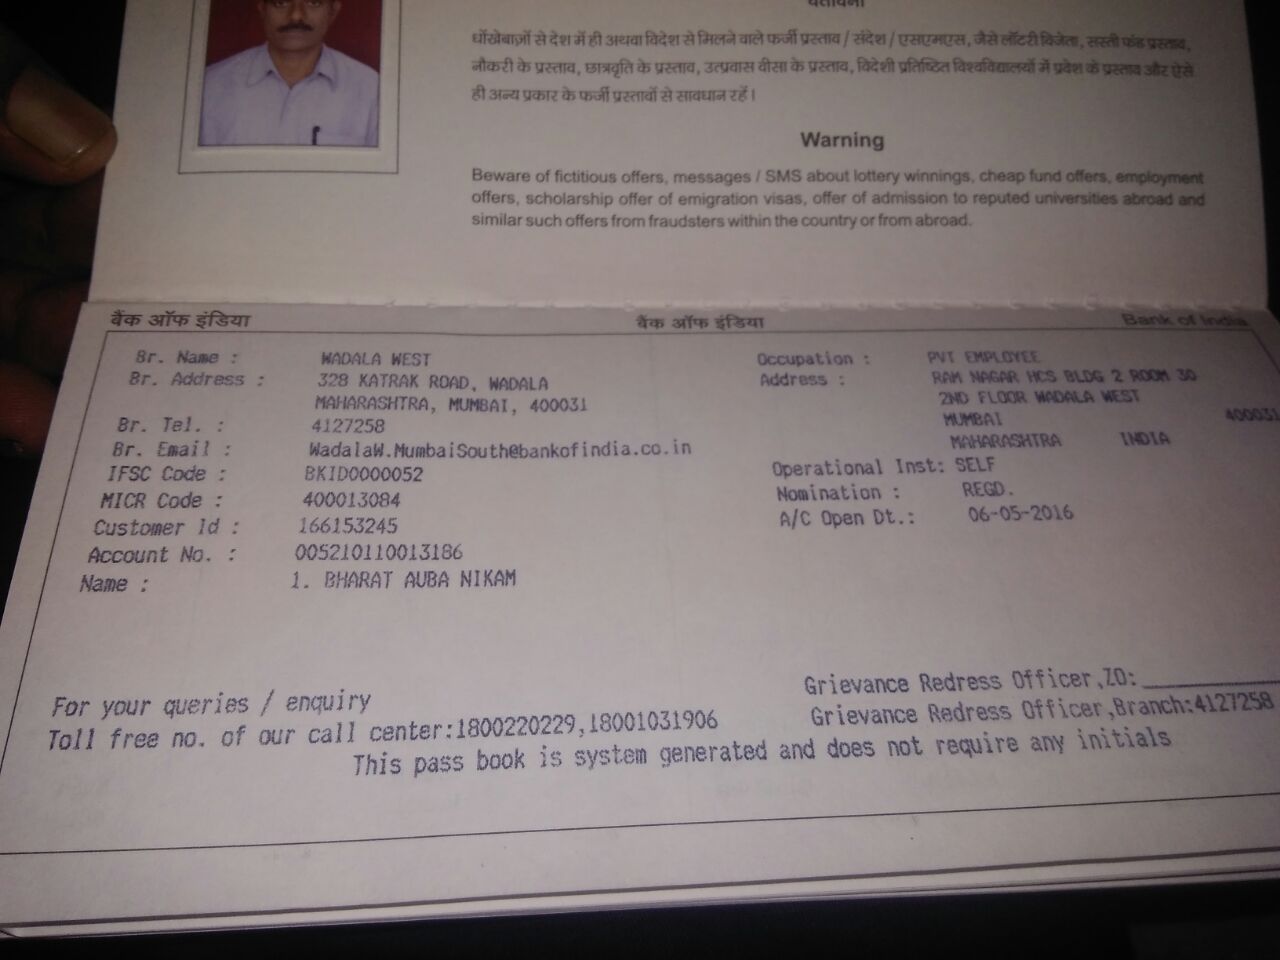 चेतावनी
धोखेबाज़ों से देश में ही अथवा विदेश से मिलने वाले फर्जी प्रस्ताव / संदेश / एसएमएस, जैसे लॉटरी विजेता, सस्ती फंड प्रस्ताव,
नौकरी के प्रस्ताव, छात्रवृति के प्रस्ताव, उत्प्रवास वीसा के प्रस्ताव, विदेशी प्रतिष्ठित विश्वविद्यालयों में प्रवेश के प्रस्ताव और ऐसे
ही अन्य प्रकार के फर्जी प्रस्तावों से सावधान रहें।
Warning
Beware of fictitious offers, messages / SMS about lottery winnings, cheap fund offers, employment
offers, scholarship offer of emigration visas, offer of admission to reputed universities abroad and
similar such offers from fraudsters within the country or from abroad.
बैंक ऑफ इंडिया बैंक ऑफ इंडिया Bank of India
Br. Name : WADALA WEST Occupation : PVT EMPLOYEE
Br. Address : 328 KATRAK ROAD, WADALA Address : RAM NAGAR HCS BLDG 2 ROOM 30
MAHARASHTRA, MUMBAI, 400031 2ND FLOOR WADALA WEST
Br. Tel. : 4127258 MUMBAI 400031
Br. Email : WadalaW.MumbaiSouth@bankofindia.co.in MAHARASHTRA INDIA
IFSC Code : BKID0000052 Operational Inst: SELF
MICR Code : 400013084 Nomination : REGD.
Customer Id : 166153245 A/C Open Dt.: 06-05-2016
Account No. : 005210110013186
Name : 1. BHARAT AUBA NIKAM
For your queries / enquiry Grievance Redress Officer,ZO:
Toll free no. of our call center:1800220229,18001031906 Grievance Redress Officer,Branch:4127258
This pass book is system generated and does not require any initials